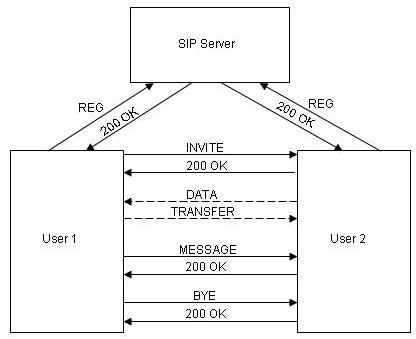 SIP Server
REG
200 OK
200 OK
REG
INVITE
200 OK
DATA
TRANSFER
User 1
User 2
MESSAGE
200 OK
BYE
200 OK